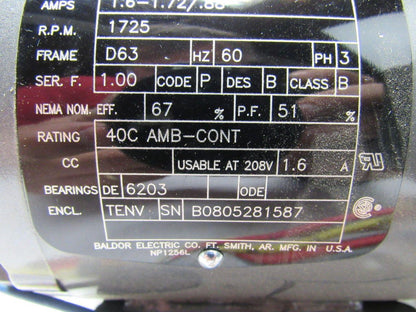 AMPS 1.6-1.72/.86
R.P.M. 1725
FRAME D63 HZ 60 PH 3
SER. F. 1.00 CODE P DES B CLASS B
NEMA NOM. EFF. 67 % P.F. 51 %
RATING 40C AMB-CONT
CC USABLE AT 208V 1.6 A
BEARINGS DE 6203 ODE
ENCL. TENV SN B0805281587
BALDOR ELECTRIC CO. FT. SMITH, AR. MFG. IN U.S.A.
NP1256L